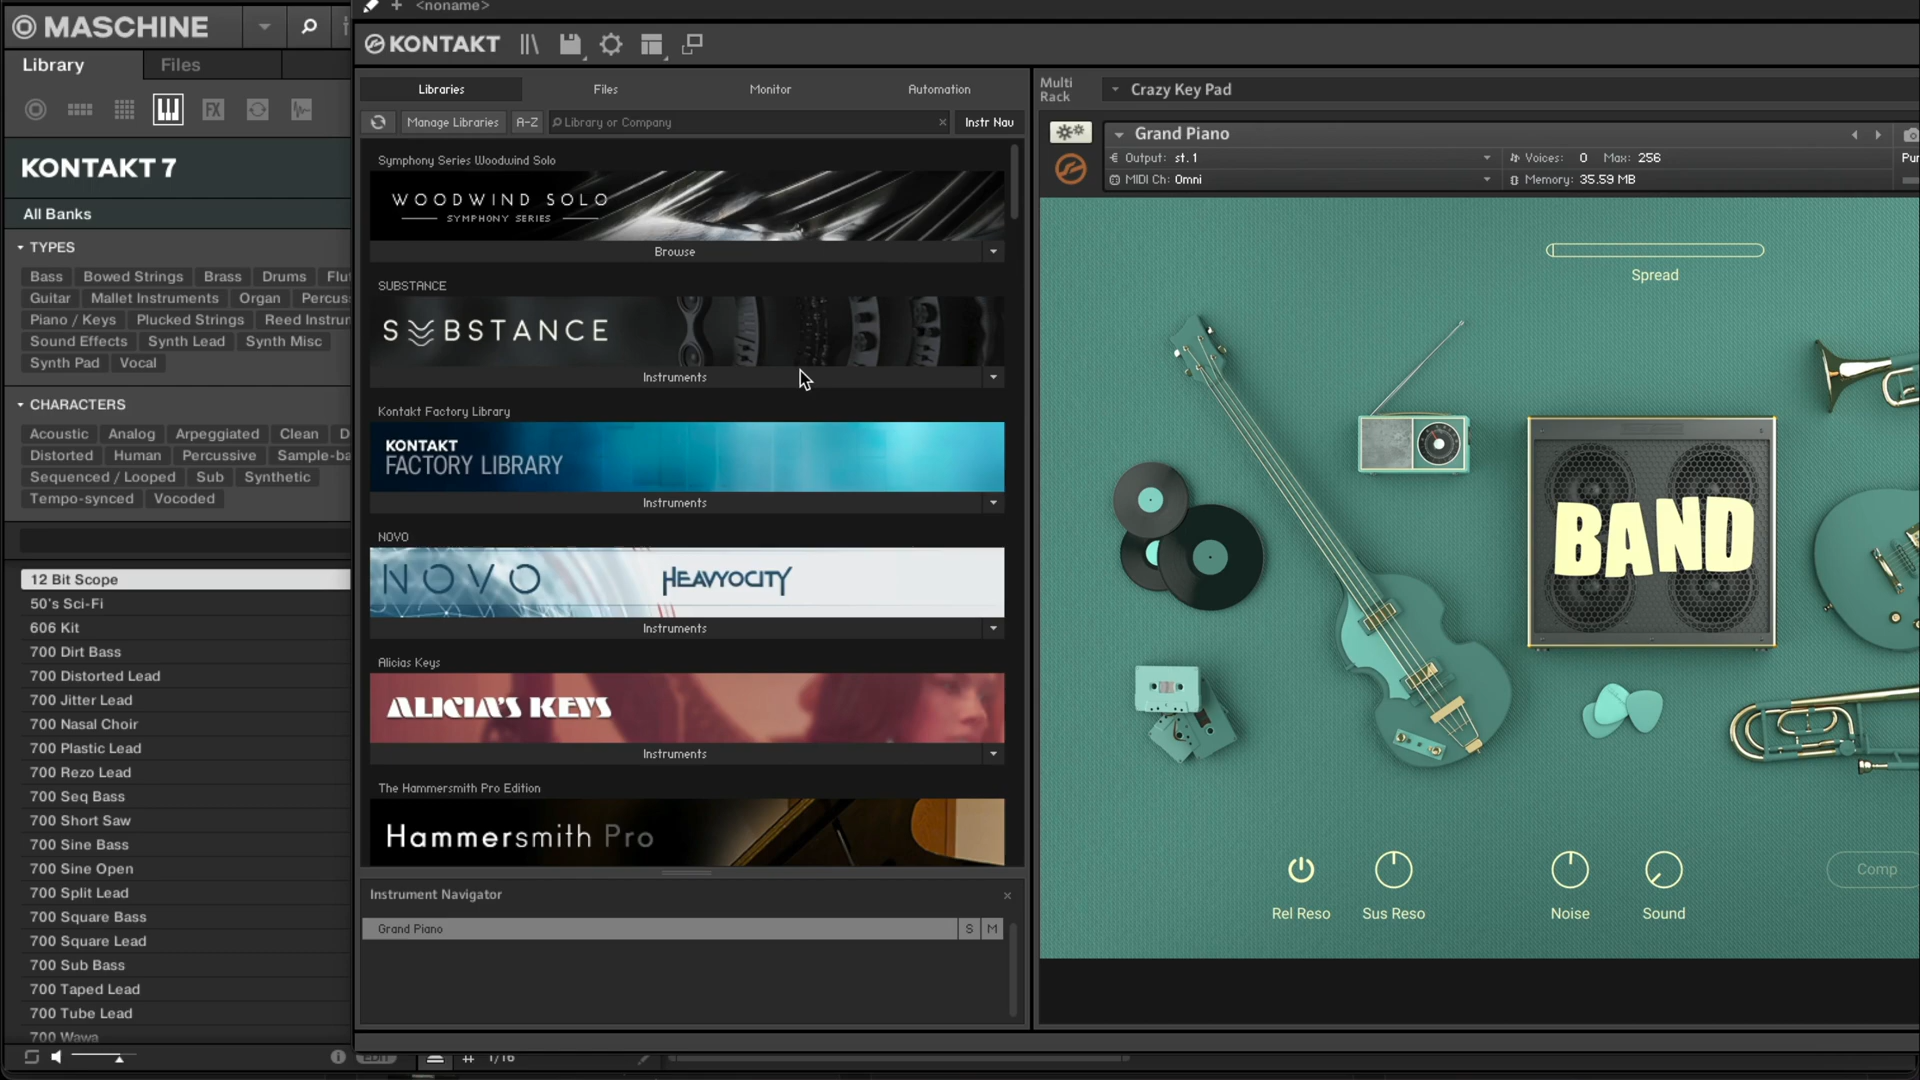 MASCHINE
Library
Files
FX
KONTAKT 7
All Banks
TYPES
Bass Bowed Strings Brass Drums
Guitar Mallet Instruments Organ
Piano / Keys Plucked Strings
Sound Effects Synth Lead Synth Misc
Synth Pad Vocal
CHARACTERS
Acoustic Analog Arpeggiated Clean
Distorted Human Percussive
Sequenced / Looped Sub Synthetic
Tempo-synced Vocoded
12 Bit Scope
50's Sci-Fi
606 Kit
700 Dirt Bass
700 Distorted Lead
700 Jitter Lead
700 Nasal Choir
700 Plastic Lead
700 Rezo Lead
700 Seq Bass
700 Short Saw
700 Sine Bass
700 Sine Open
700 Split Lead
700 Square Bass
700 Square Lead
700 Sub Bass
700 Taped Lead
700 Tube Lead
700 Wawa
EDIT
1/16
+ <noname>
KONTAKT
Libraries Files Monitor Automation
Manage Libraries A-Z Library or Company × Instr Nav
Symphony Series Woodwind Solo
WOODWIND SOLO
SYMPHONY SERIES
Browse
SUBSTANCE
SUBSTANCE
Instruments
Kontakt Factory Library
KONTAKT
FACTORY LIBRARY
Instruments
NOVO
NOVO HEAVYOCITY
Instruments
Alicias Keys
ALICIA'S KEYS
Instruments
The Hammersmith Pro Edition
Hammersmith Pro
Instrument Navigator ×
Grand Piano S M
Multi
Rack
Crazy Key Pad
Grand Piano
Output: st. 1 Voices: 0 Max: 256
MIDI Ch: Omni Memory: 35.59 MB
Spread
BAND
Rel Reso Sus Reso Noise Sound Comp